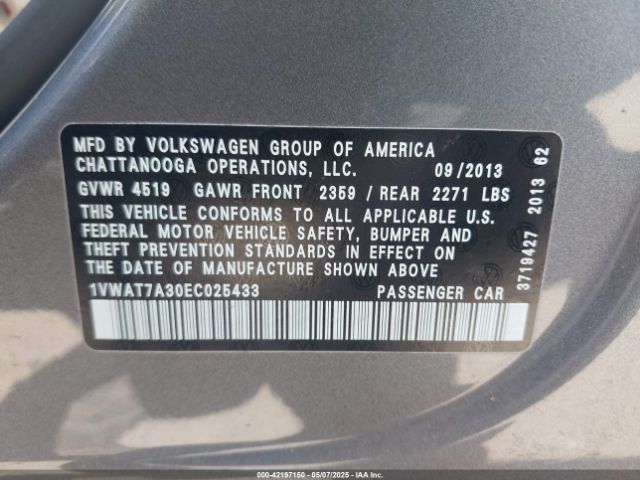 MFD BY VOLKSWAGEN GROUP OF AMERICA
CHATTANOOGA OPERATIONS, LLC. 09/2013
GVWR 4519 GAWR FRONT 2359 / REAR 2271 LBS
THIS VEHICLE CONFORMS TO ALL APPLICABLE U.S.
FEDERAL MOTOR VEHICLE SAFETY, BUMPER AND
THEFT PREVENTION STANDARDS IN EFFECT ON
THE DATE OF MANUFACTURE SHOWN ABOVE
1VWAT7A30EC025433 PASSENGER CAR
3719427 2013 62
000-42197150 - 05/07/2025 - IAA, Inc.